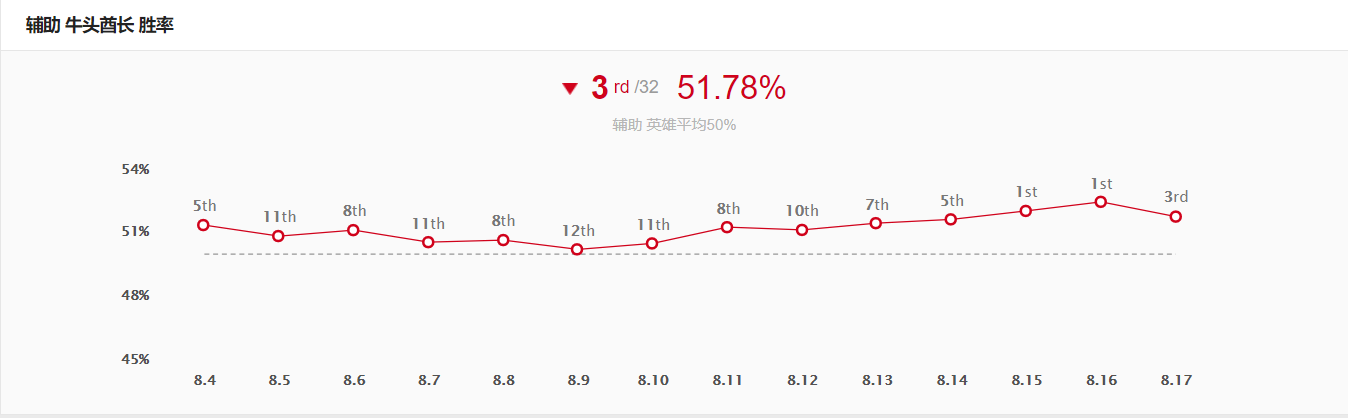 辅助 牛头酋长 胜率
▼ 3 rd /32 51.78%
辅助 英雄平均50%
54%
5th 11th 8th 11th 8th 12th 11th 8th 10th 7th 5th 1st 1st 3rd
51%
48%
45%
8.4 8.5 8.6 8.7 8.8 8.9 8.10 8.11 8.12 8.13 8.14 8.15 8.16 8.17